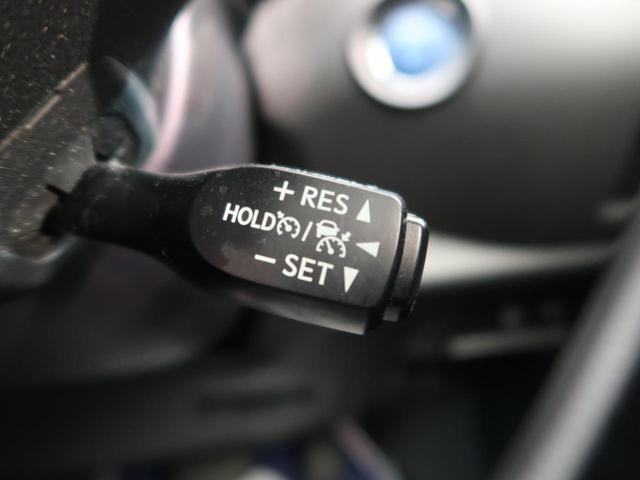 + RES ▲
HOLD / ◀
− SET ▼